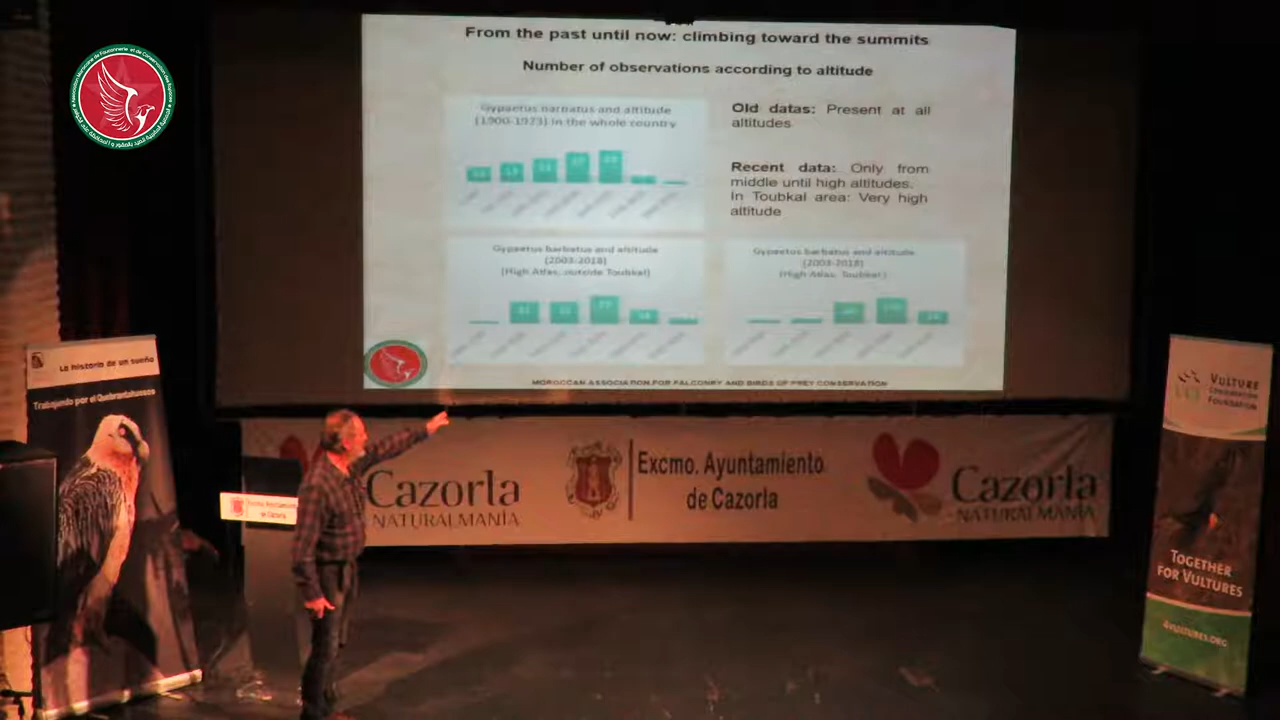 From the past until now: climbing toward the summits
Number of observations according to altitude
Gypaetus barbatus and altitude
(1900-1973) in the whole country
Old datas: Present at all
altitudes
Recent data: Only from
middle until high altitudes.
In Toubkal area: Very high
altitude
Gypaetus barbatus and altitude
(2003-2018)
(High Atlas, outside Toubkal)
Gypaetus barbatus and altitude
(2003-2018)
(High Atlas, Toubkal)
MOROCCAN ASSOCIATION FOR FALCONRY AND BIRDS OF PREY CONSERVATION
La historia de un sueño
Trabajando por el Quebrantahuesos
Excmo. Ayuntamiento
de Cazorla
Cazorla
NATURALMANÍA
Excmo. Ayuntamiento
de Cazorla
Cazorla
NATURALMANÍA
VULTURE
CONSERVATION
FOUNDATION
TOGETHER
FOR VULTURES
4VULTURES.ORG